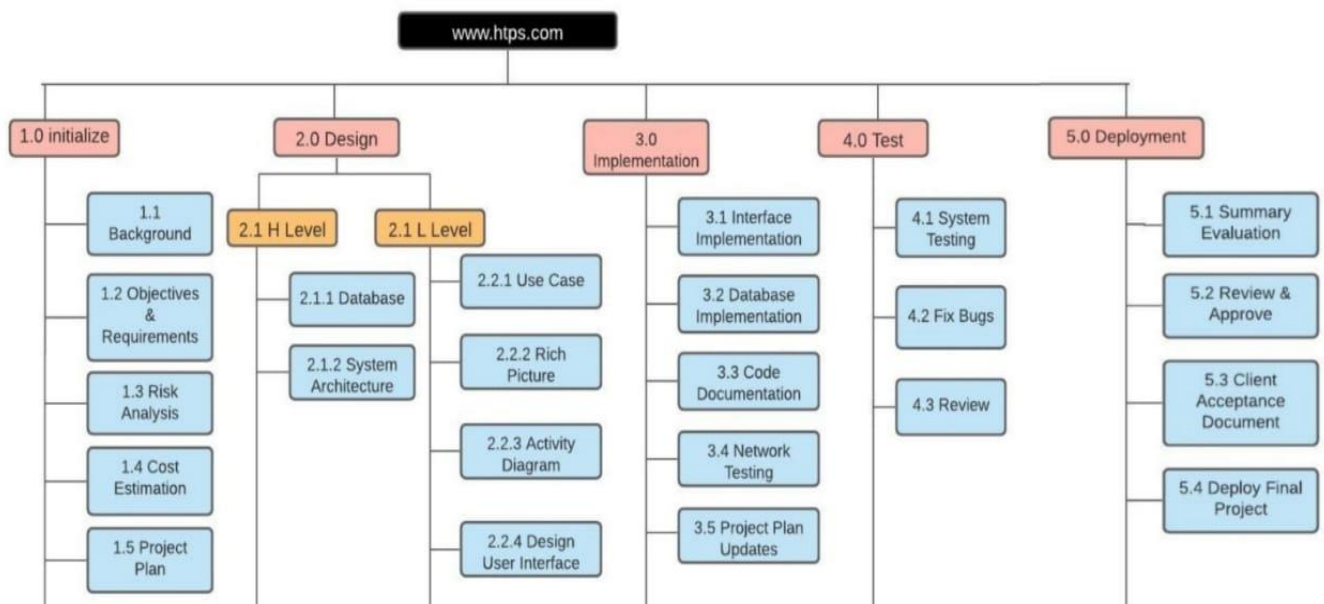 www.htps.com
1.0 initialize
2.0 Design
3.0
Implementation
4.0 Test
5.0 Deployment
1.1
Background
1.2 Objectives
&
Requirements
1.3 Risk
Analysis
1.4 Cost
Estimation
1.5 Project
Plan
2.1 H Level
2.1.1 Database
2.1.2 System
Architecture
2.1 L Level
2.2.1 Use Case
2.2.2 Rich
Picture
2.2.3 Activity
Diagram
2.2.4 Design
User Interface
3.1 Interface
Implementation
3.2 Database
Implementation
3.3 Code
Documentation
3.4 Network
Testing
3.5 Project Plan
Updates
4.1 System
Testing
4.2 Fix Bugs
4.3 Review
5.1 Summary
Evaluation
5.2 Review &
Approve
5.3 Client
Acceptance
Document
5.4 Deploy Final
Project